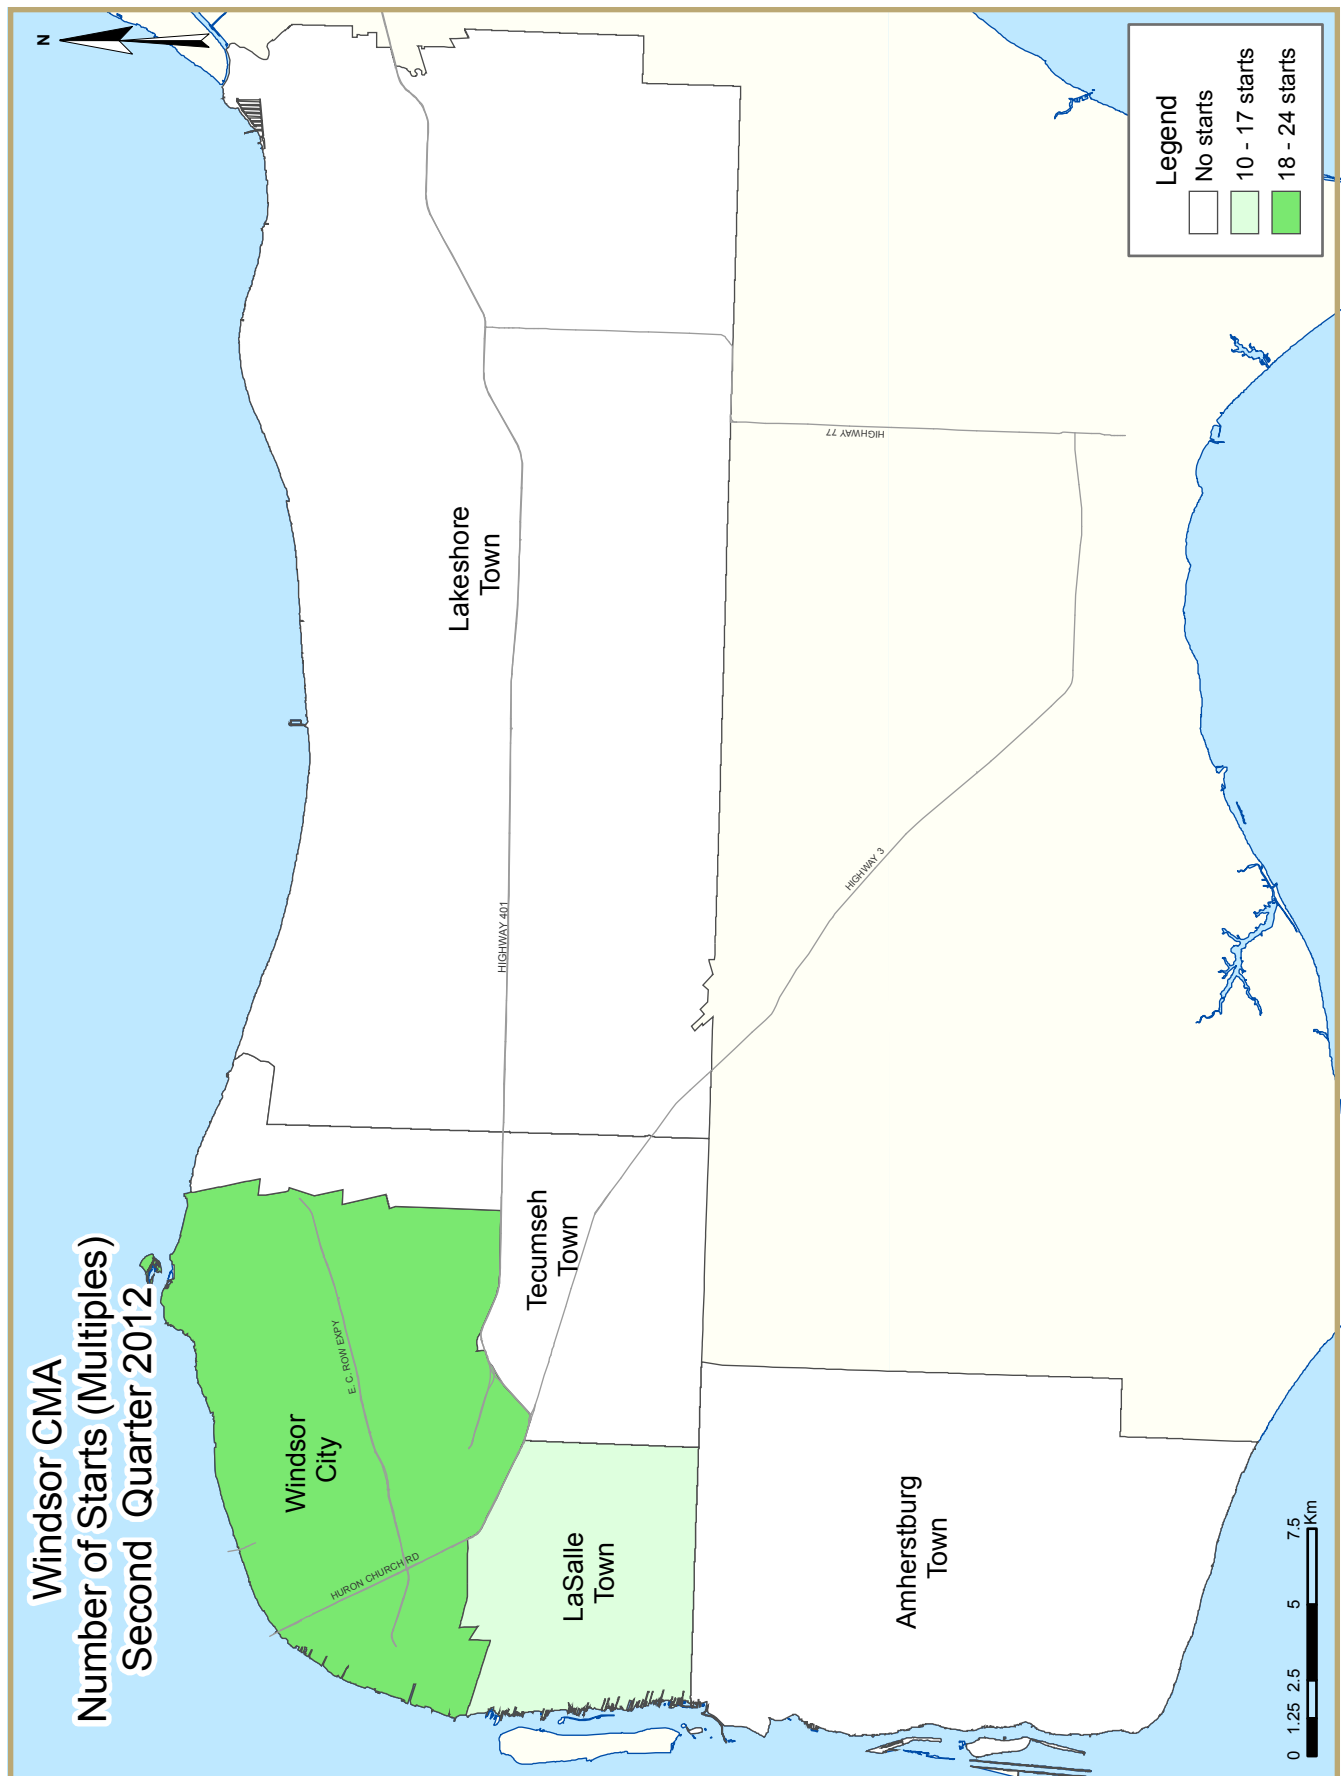 Windsor CMA
Number of Starts (Multiples)
Second Quarter 2012
N
Windsor
City
E. C. ROW EXPY
HURON CHURCH RD
LaSalle
Town
Tecumseh
Town
Amherstburg
Town
Lakeshore
Town
HIGHWAY 401
HIGHWAY 3
HIGHWAY 77
Legend
No starts
10 - 17 starts
18 - 24 starts
0 1.25 2.5 5 7.5
Km